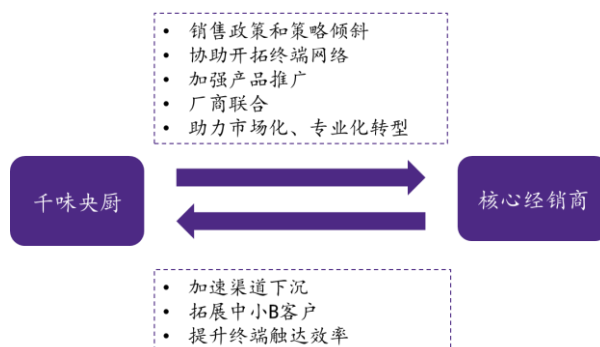 • 销售政策和策略倾斜
• 协助开拓终端网络
• 加强产品推广
• 厂商联合
• 助力市场化、专业化转型
千味央厨
核心经销商
• 加速渠道下沉
• 拓展中小B客户
• 提升终端触达效率